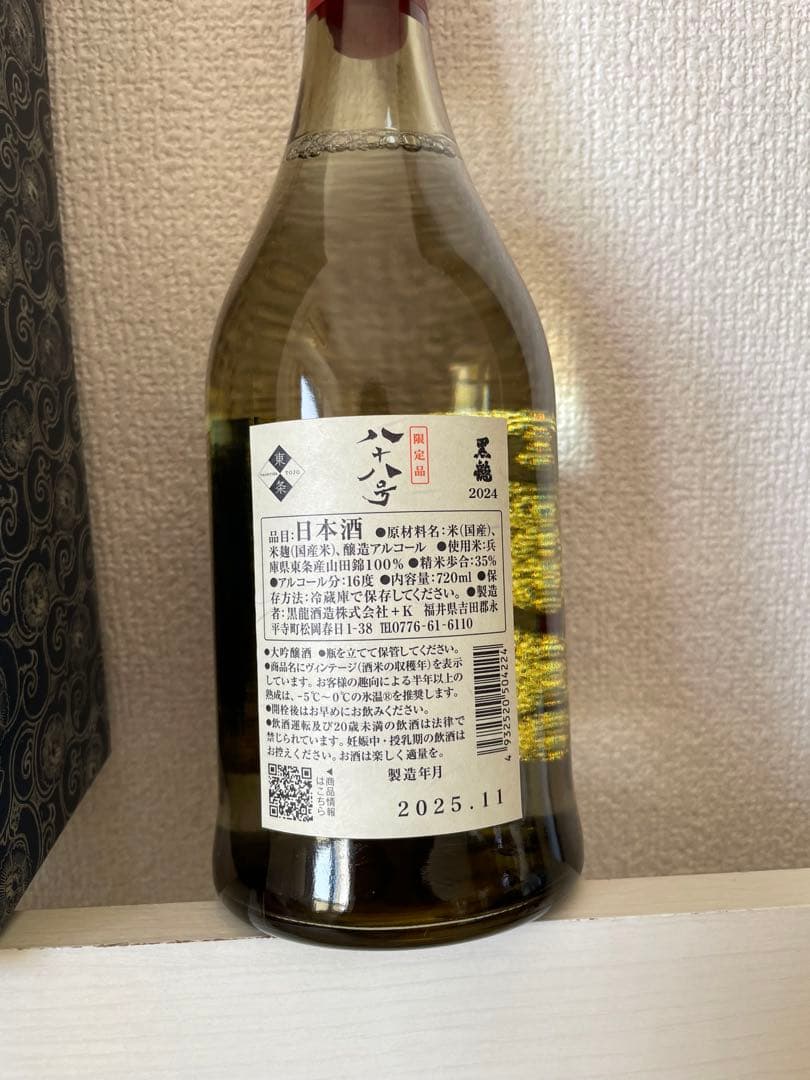 黒龍
2024
限定品
八十八号
東条
TOJO
品目:日本酒 ●原材料名:米(国産)、
米麹(国産米)、醸造アルコール ●使用米:兵
庫県東条産山田錦100% ●精米歩合:35%
●アルコール分:16度 ●内容量:720ml ●保
存方法:冷蔵庫で保存してください。●製造
者:黒龍酒造株式会社+K 福井県吉田郡永
平寺町松岡春日1-38 ℡0776-61-6110
●大吟醸酒 ●瓶を立てて保管してください。
●商品名にヴィンテージ(酒米の収穫年)を表示
しています。お客様の趣向による半年以上の
熟成は、-5℃~0℃の氷温®を推奨します。
●開栓後はお早めにお飲みください。
●飲酒運転及び20歳未満の飲酒は法律で
禁じられています。妊娠中・授乳期の飲酒は
お控えください。お酒は楽しく適量を。
4 932520 504224
◀商品情報
はこちら
製造年月
2025.11